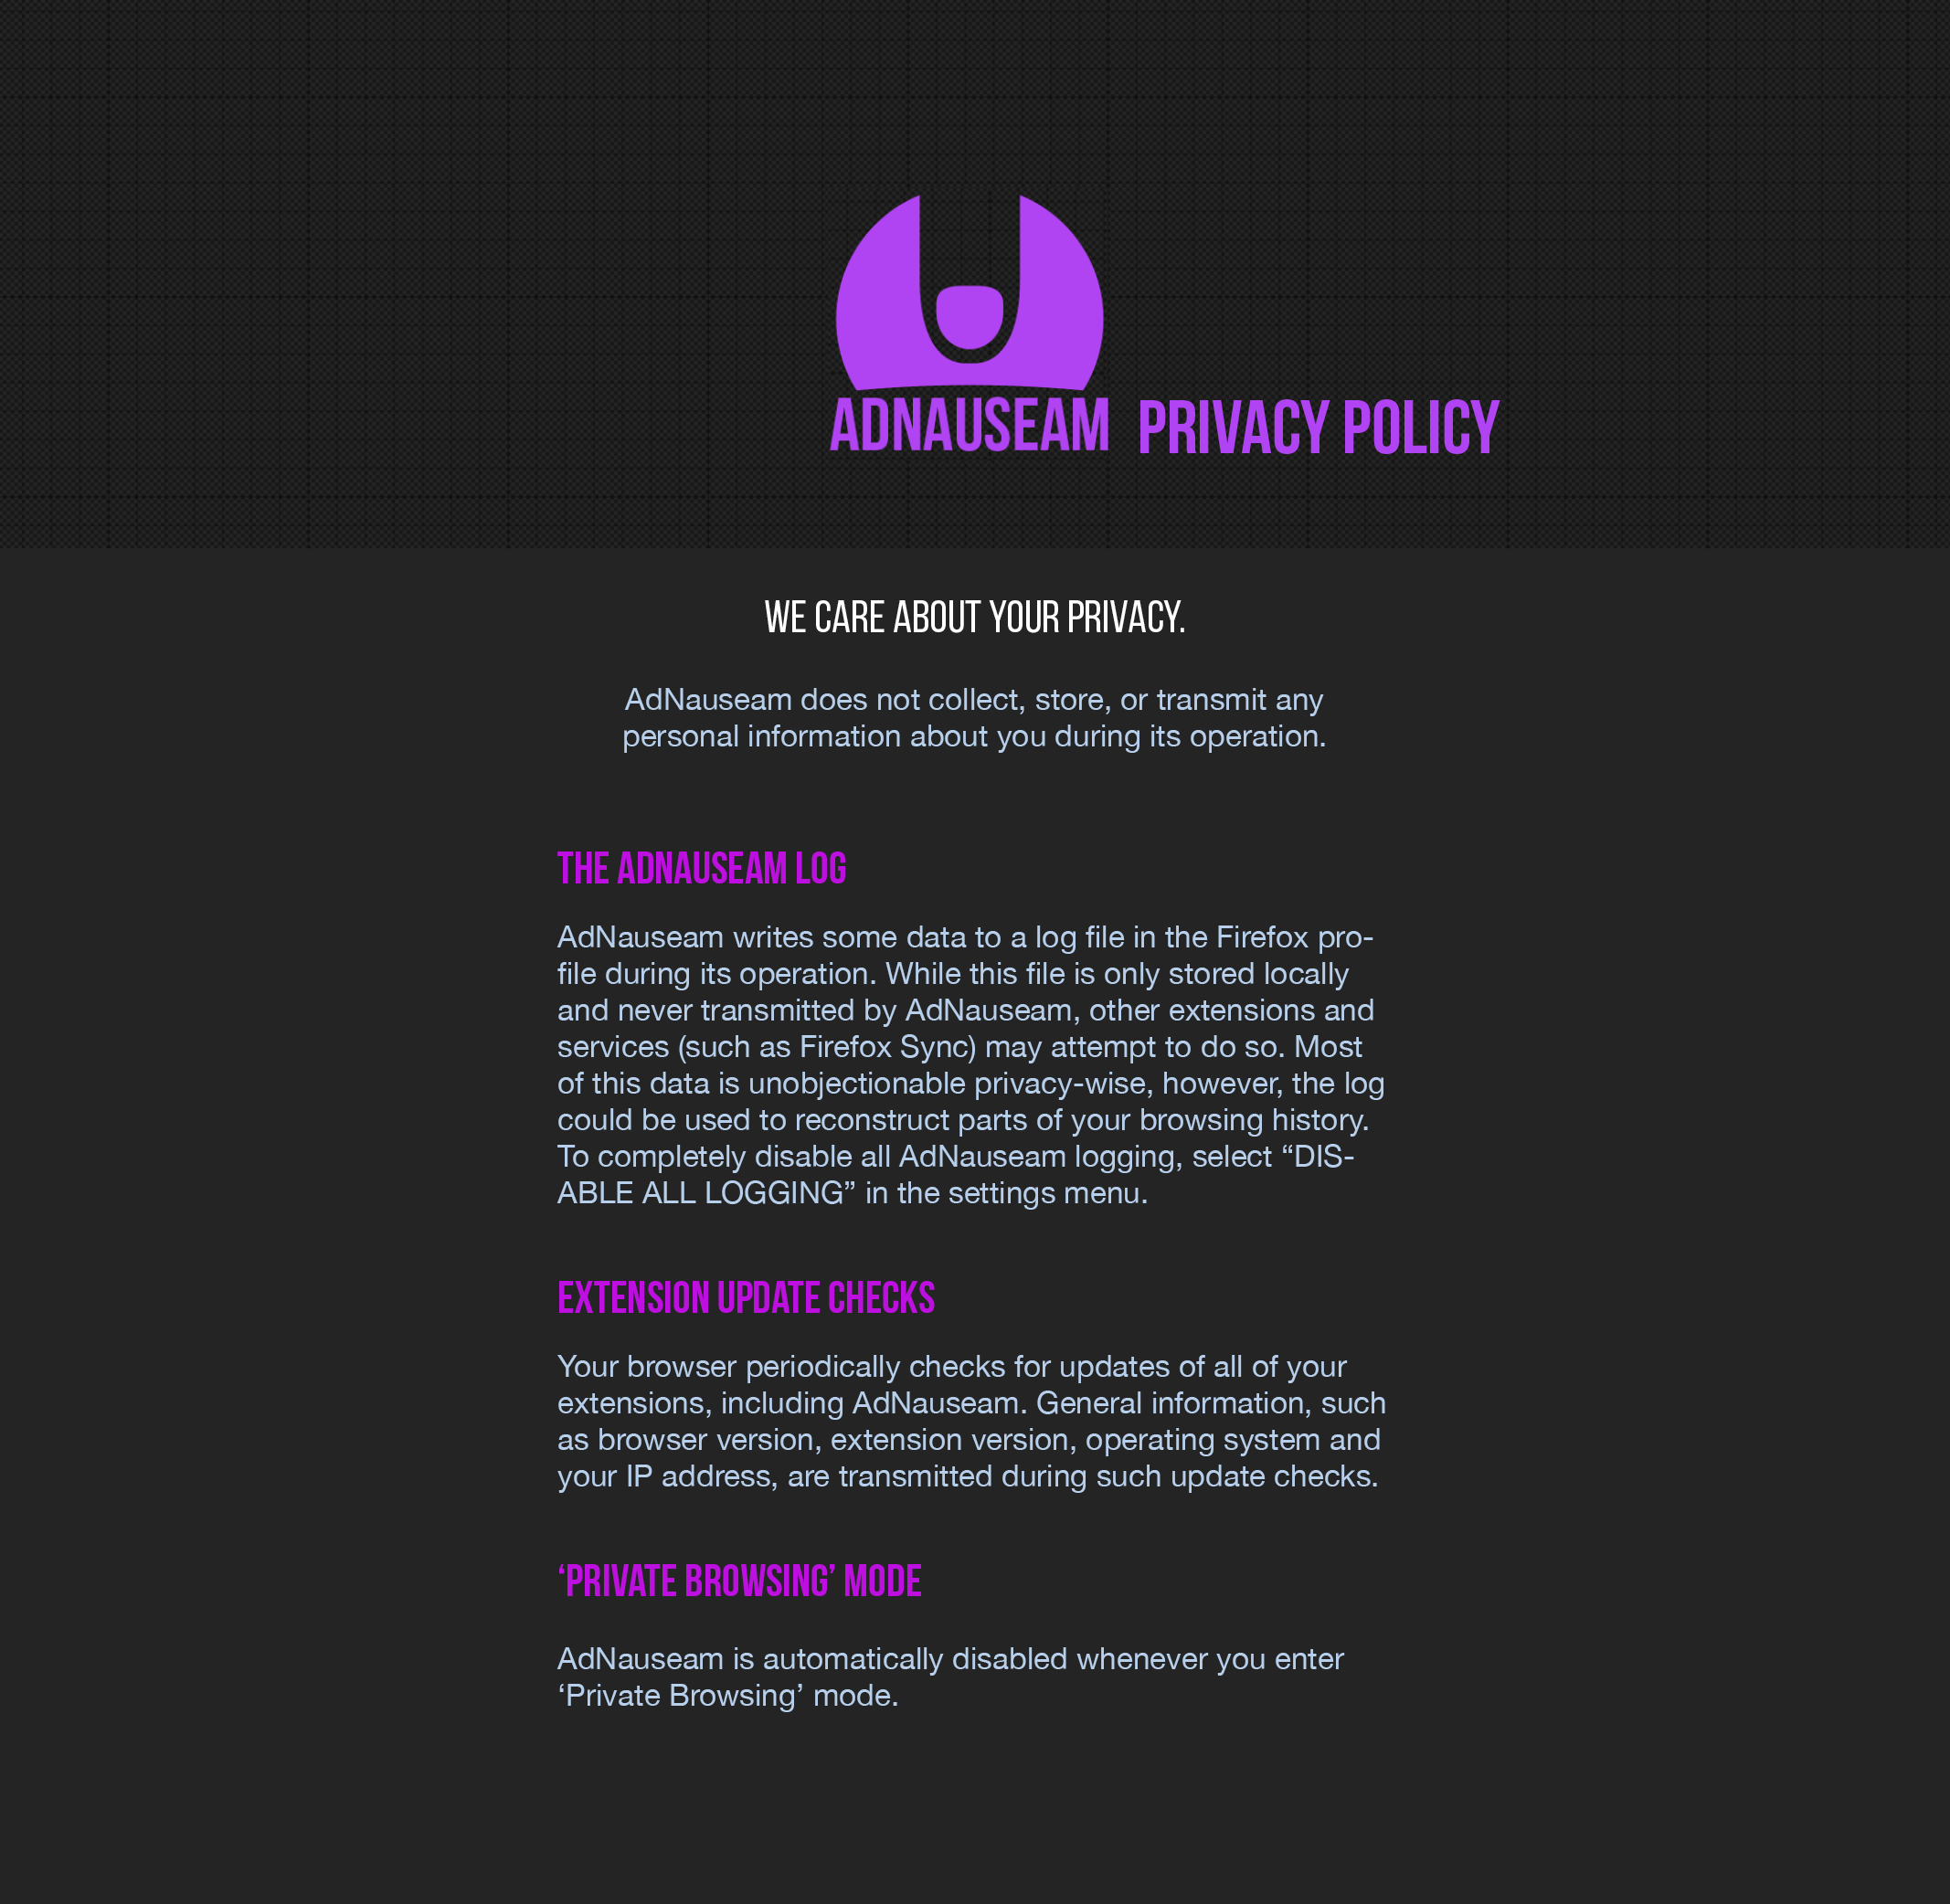 ADNAUSEAM PRIVACY POLICY
WE CARE ABOUT YOUR PRIVACY.
AdNauseam does not collect, store, or transmit any
personal information about you during its operation.
THE ADNAUSEAM LOG
AdNauseam writes some data to a log file in the Firefox pro-
file during its operation. While this file is only stored locally
and never transmitted by AdNauseam, other extensions and
services (such as Firefox Sync) may attempt to do so. Most
of this data is unobjectionable privacy-wise, however, the log
could be used to reconstruct parts of your browsing history.
To completely disable all AdNauseam logging, select “DIS-
ABLE ALL LOGGING” in the settings menu.
EXTENSION UPDATE CHECKS
Your browser periodically checks for updates of all of your
extensions, including AdNauseam. General information, such
as browser version, extension version, operating system and
your IP address, are transmitted during such update checks.
‘PRIVATE BROWSING’ MODE
AdNauseam is automatically disabled whenever you enter
‘Private Browsing’ mode.